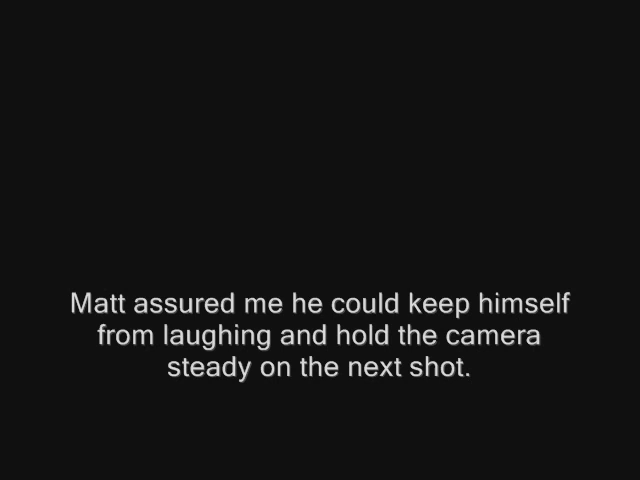 Matt assured me he could keep himself
from laughing and hold the camera
steady on the next shot.